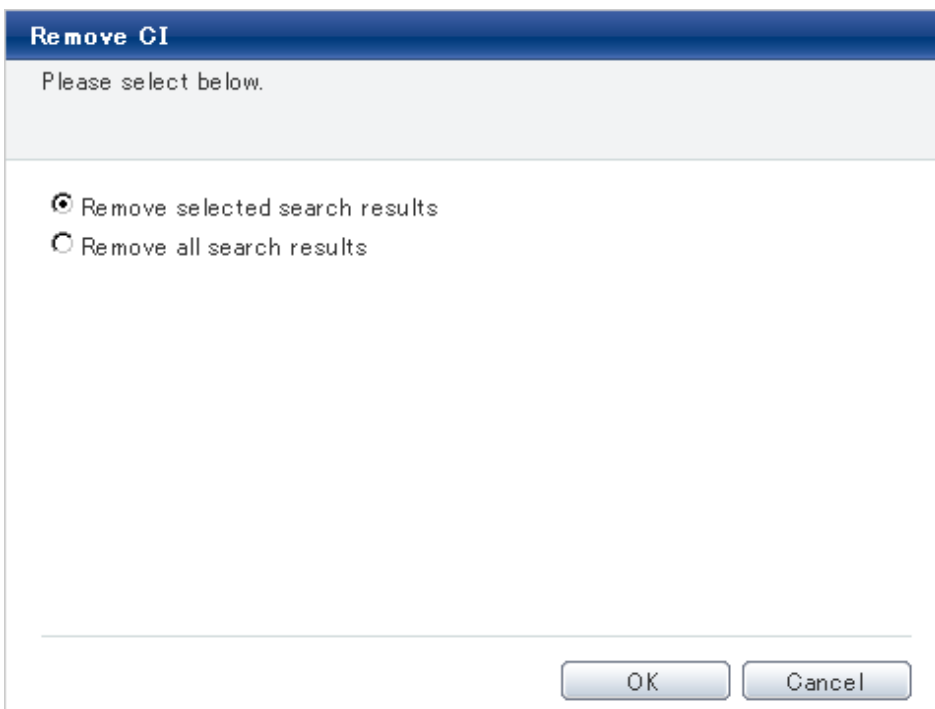 Remove CI
Please select below.
Remove selected search results
Remove all search results
OK Cancel